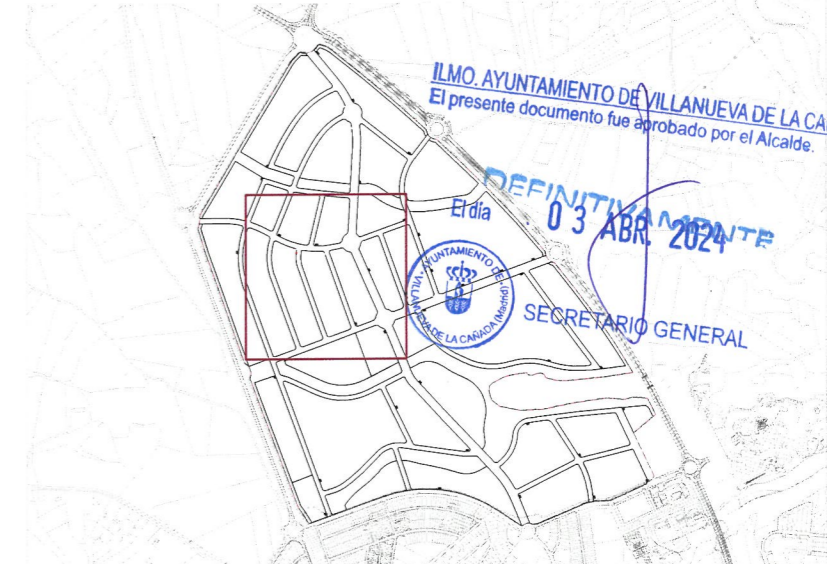 ILMO. AYUNTAMIENTO DE VILLANUEVA DE LA CA
El presente documento fue aprobado por el Alcalde.
DEFINITIVAMENTE
El día 03 ABR. 2024
AYUNTAMIENTO DE
VILLANUEVA DE LA CAÑADA (Madrid)
SECRETARIO GENERAL